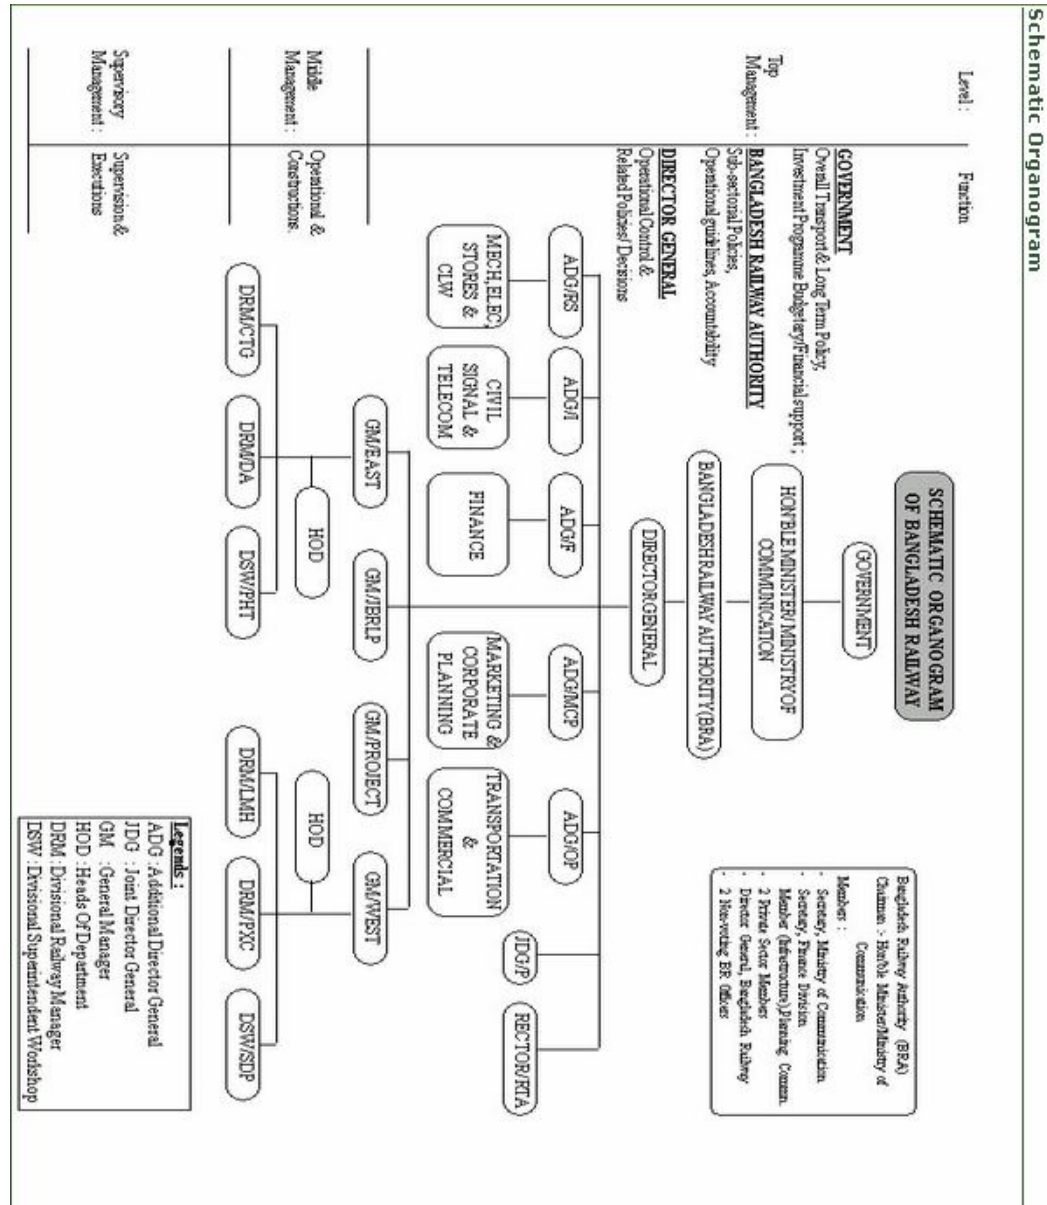 Schematic Organogram
SCHEMATIC ORGANOGRAM
OF BANGLADESH RAILWAY
Level :
Function
GOVERNMENT
Overall Transport & Long Term Policy,
Investment Programme Budgetary/Financial support ;
Top
Management :
BANGLADESH RAILWAY AUTHORITY
Sub-sectorial Policies,
Operational guidelines, Accountability
DIRECTOR GENERAL
Operational Control &
Related Policies/ Decisions
GOVERNMENT
HON'BLE MINISTER/ MINISTRY OF
COMMUNICATION
BANGLADESH RAILWAY AUTHORITY (BRA)
DIRECTOR GENERAL
Bangladesh Railway Authority (BRA)
Chairman :- Hon'ble Minister/Ministry of
Communication
Members :
- Secretary, Ministry of Communication
- Secretary, Finance Division
- Member (Infrastructure), Planning Commn.
- 2 Private Sector Members
- Director General, Bangladesh Railway
- 2 Non-voting BR Officers
ADG/RS
ADG/I
ADG/F
ADG/MCP
ADG/OP
JDG/P
RECTOR/RTA
MECH, ELEC,
STORES &
CLW
CIVIL
SIGNAL &
TELECOM
FINANCE
MARKETING &
CORPORATE
PLANNING
TRANSPORTATION
&
COMMERCIAL
Middle
Management :
Operational &
Constructions.
GM/EAST
GM/JBRLP
GM/PROJECT
GM/WEST
HOD
HOD
DRM/CTG
DRM/DA
DSW/PHT
DRM/LMH
DRM/PXC
DSW/SDP
Supervisory
Management :
Supervision &
Executions
Legends :
ADG : Additional Director General
JDG : Joint Director General
GM : General Manager
HOD : Heads Of Department
DRM : Divisional Railway Manager
DSW : Divisional Superintendent Workshop